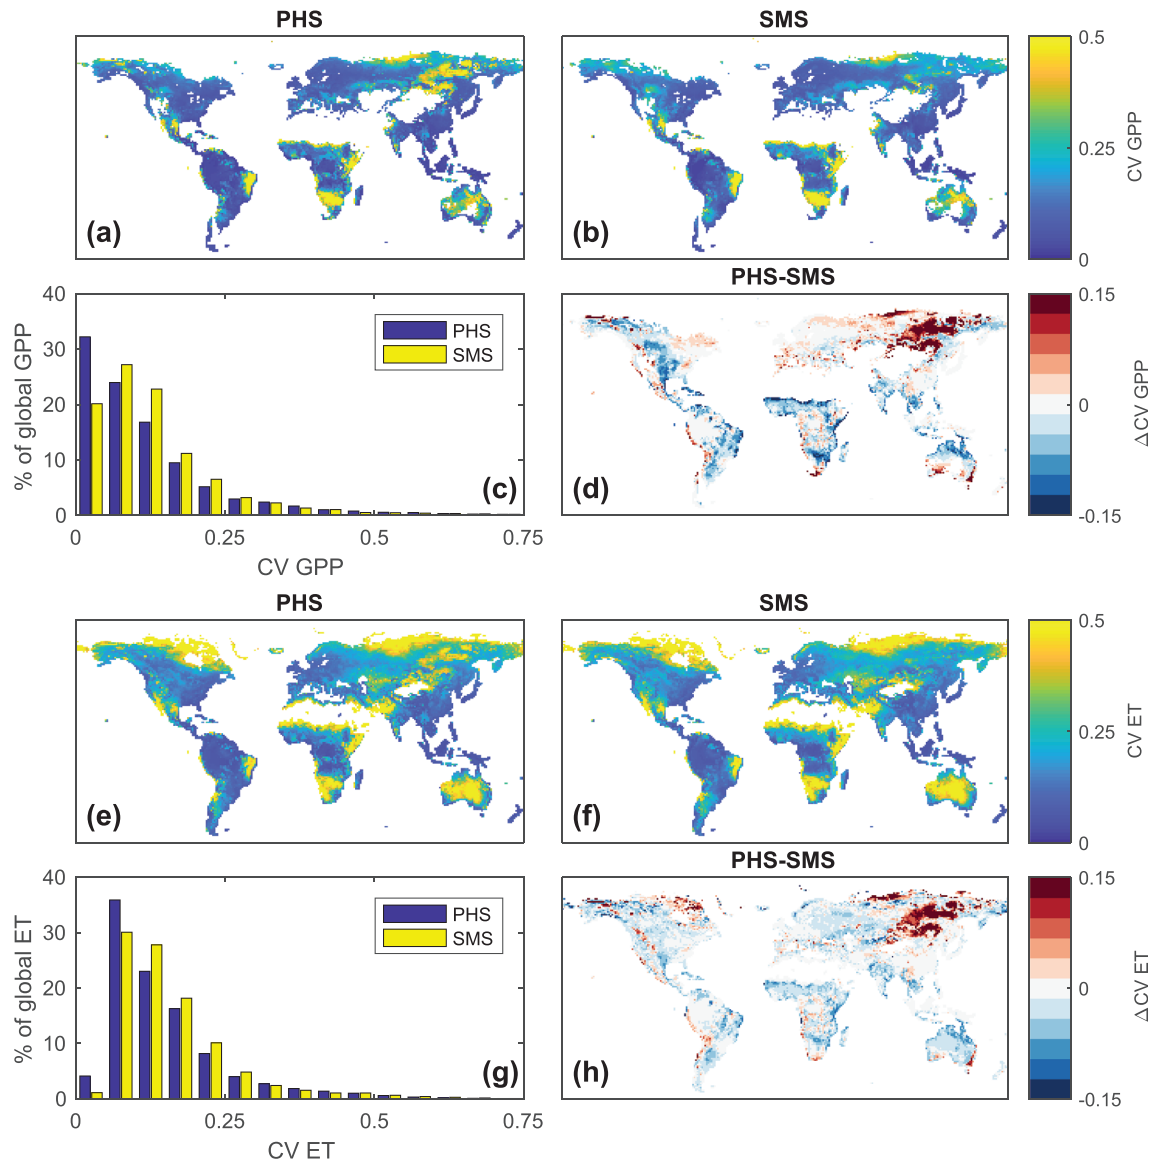 PHS
SMS
(a)
(b)
0.5
0.25
0
CV GPP
PHS-SMS
40
30
20
10
0
% of global GPP
PHS
SMS
(c)
0
0.25
0.5
0.75
CV GPP
(d)
0.15
0
-0.15
△CV GPP
PHS
SMS
(e)
(f)
0.5
0.25
0
CV ET
PHS-SMS
40
30
20
10
0
% of global ET
PHS
SMS
(g)
0
0.25
0.5
0.75
CV ET
(h)
0.15
0
-0.15
△CV ET